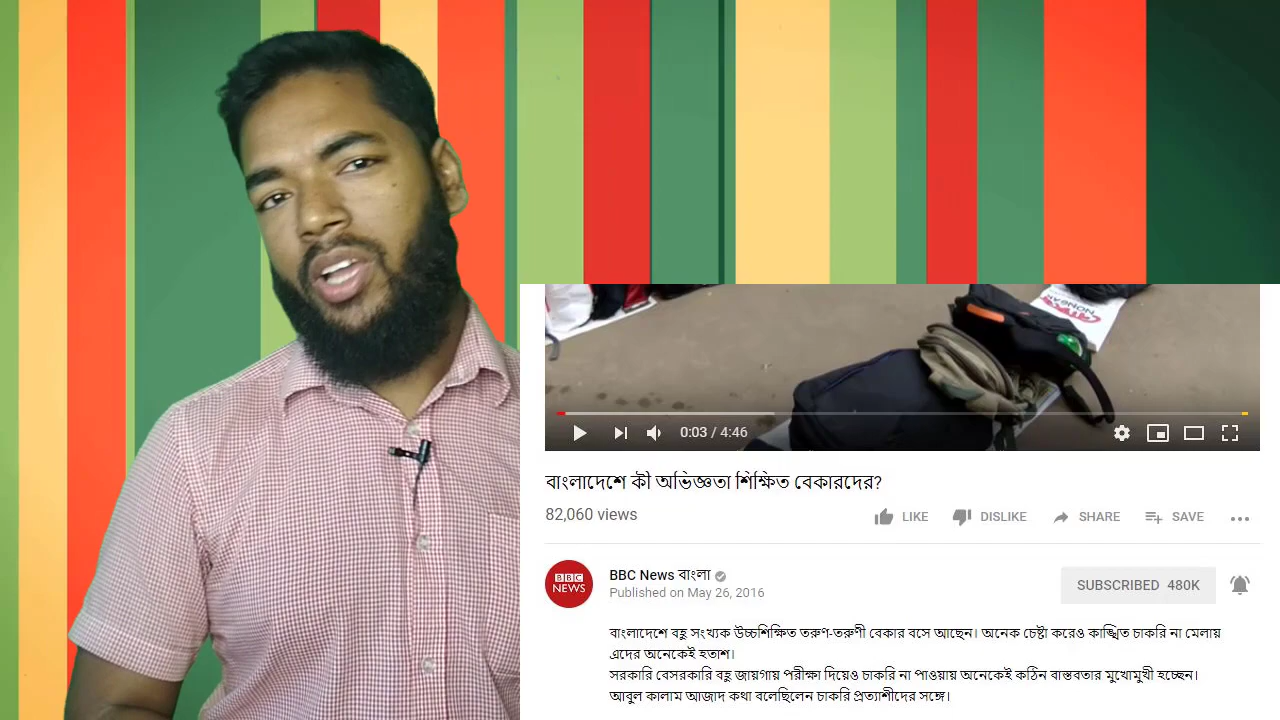 NONGAR
0:03 / 4:46
বাংলাদেশে কী অভিজ্ঞতা শিক্ষিত বেকারদের?
82,060 views
LIKE DISLIKE SHARE SAVE
BBC NEWS
BBC News বাংলা
Published on May 26, 2016
SUBSCRIBED 480K
বাংলাদেশে বহু সংখ্যক উচ্চশিক্ষিত তরুণ-তরুণী বেকার বসে আছেন। অনেক চেষ্টা করেও কাঙ্খিত চাকরি না মেলায়
এদের অনেকেই হতাশ।
সরকারি বেসরকারি বহু জায়গায় পরীক্ষা দিয়েও চাকরি না পাওয়ায় অনেকেই কঠিন বাস্তবতার মুখোমুখী হচ্ছেন।
আবুল কালাম আজাদ কথা বলেছিলেন চাকরি প্রত্যাশীদের সঙ্গে।